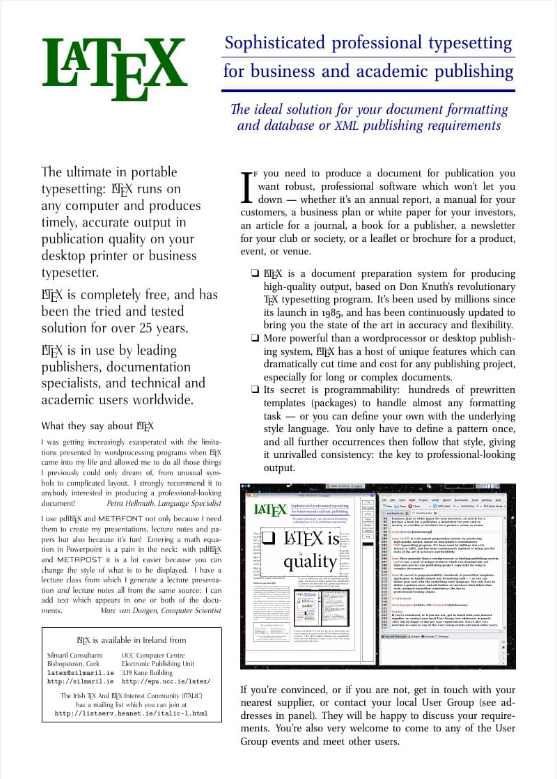 LATEX
Sophisticated professional typesetting
for business and academic publishing
The ideal solution for your document formatting
and database or XML publishing requirements
The ultimate in portable
typesetting: LATEX runs on
any computer and produces
timely, accurate output in
publication quality on your
desktop printer or business
typesetter.
LATEX is completely free, and has
been the tried and tested
solution for over 25 years.
LATEX is in use by leading
publishers, documentation
specialists, and technical and
academic users worldwide.
What they say about LATEX
I was getting increasingly exasperated with the limita-
tions presented by wordprocessing programs when LATEX
came into my life and allowed me to do all those things
I previously could only dream of, from unusual sym-
bols to complicated layout. I strongly recommend it to
anybody interested in producing a professional-looking
document! Petra Hollmuth, Language Specialist
I use pdfLATEX and METAFONT not only because I need
them to create my presentations, lecture notes and pa-
pers but also because it's fun! Entering a math equa-
tion in Powerpoint is a pain in the neck: with pdfLATEX
and METAPOST it is a lot easier because you can
change the style of what is to be displayed. I have a
lecture class from which I generate a lecture presenta-
tion and lecture notes all from the same source: I can
add text which appears in one or both of the docu-
ments. Marc van Dongen, Computer Scientist
LATEX is available in Ireland from
Silmaril Consultants UCC Computer Centre
Bishopstown, Cork Electronic Publishing Unit
latex@silmaril.ie 3.19 Kane Building
http://silmaril.ie http://epu.ucc.ie/latex/
The Irish TEX And LATEX Interest Community (ITALIC)
has a mailing list which you can join at
http://listserv.heanet.ie/italic-l.html
IF you need to produce a document for publication you
want robust, professional software which won't let you
down — whether it's an annual report, a manual for your
customers, a business plan or white paper for your investors,
an article for a journal, a book for a publisher, a newsletter
for your club or society, or a leaflet or brochure for a product,
event, or venue.
❏ LATEX is a document preparation system for producing
high-quality output, based on Don Knuth's revolutionary
TEX typesetting program. It's been used by millions since
its launch in 1985, and has been continuously updated to
bring you the state of the art in accuracy and flexibility.
❏ More powerful than a wordprocessor or desktop publish-
ing system, LATEX has a host of unique features which can
dramatically cut time and cost for any publishing project,
especially for long or complex documents.
❏ Its secret is programmability: hundreds of prewritten
templates (packages) to handle almost any formatting
task — or you can define your own with the underlying
style language. You only have to define a pattern once,
and all further occurrences then follow that style, giving
it unrivalled consistency: the key to professional-looking
output.
LATEX
❏ LATEX is
quality
If you're convinced, or if you are not, get in touch with your
nearest supplier, or contact your local User Group (see ad-
dresses in panel). They will be happy to discuss your require-
ments. You're also very welcome to come to any of the User
Group events and meet other users.